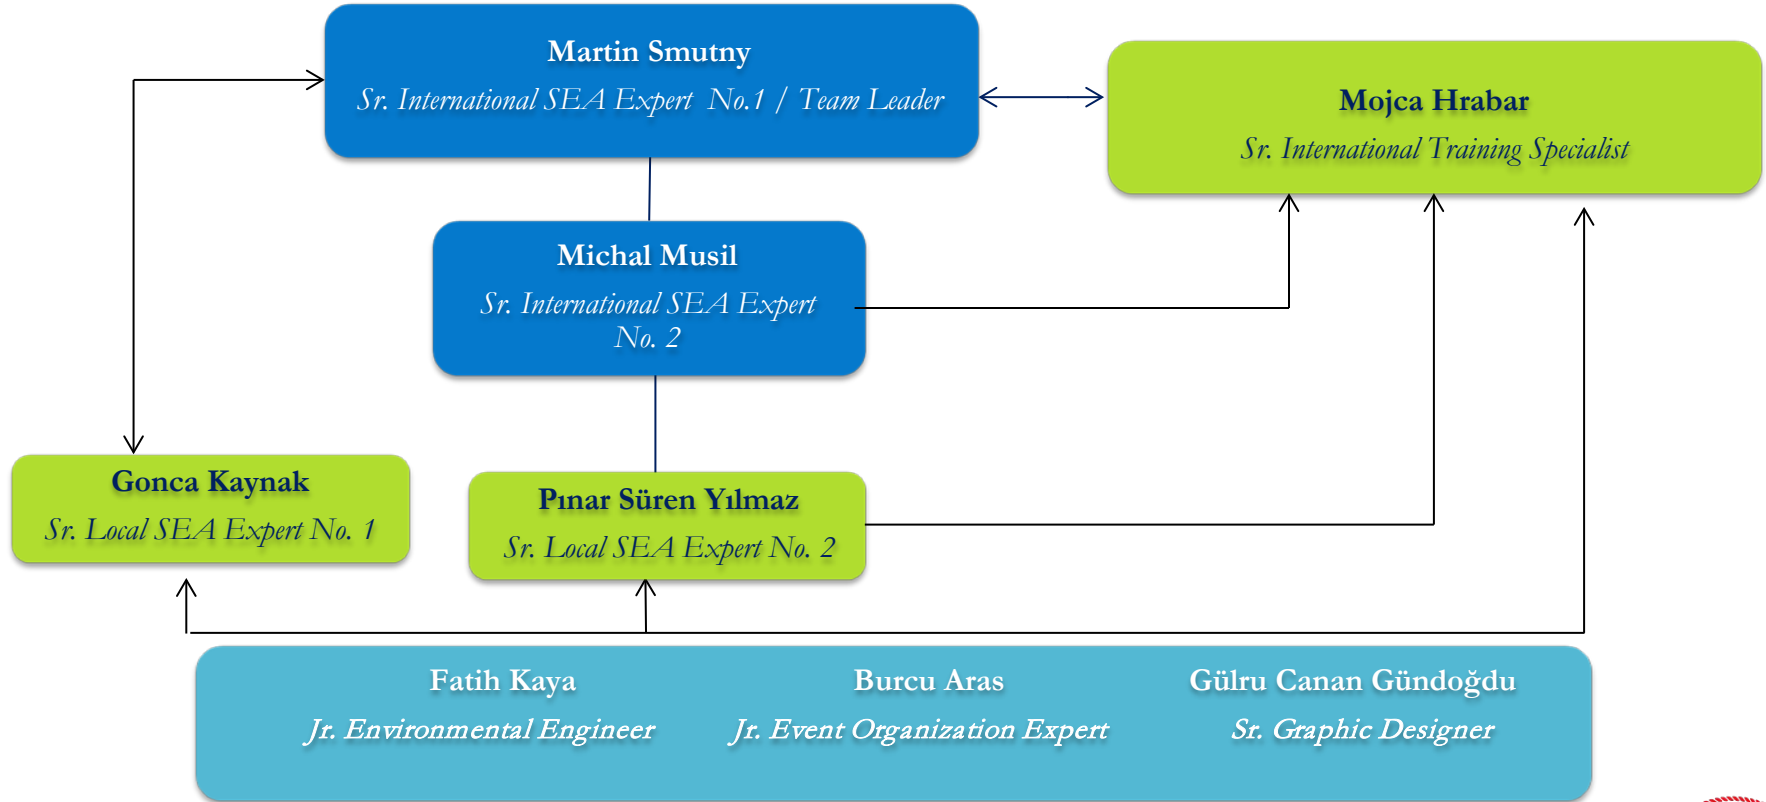 Martin Smutny
Sr. International SEA Expert No.1 / Team Leader
Mojca Hrabar
Sr. International Training Specialist
Michal Musil
Sr. International SEA Expert
No. 2
Gonca Kaynak
Sr. Local SEA Expert No. 1
Pınar Süren Yılmaz
Sr. Local SEA Expert No. 2
Fatih Kaya
Jr. Environmental Engineer
Burcu Aras
Jr. Event Organization Expert
Gülru Canan Gündoğdu
Sr. Graphic Designer